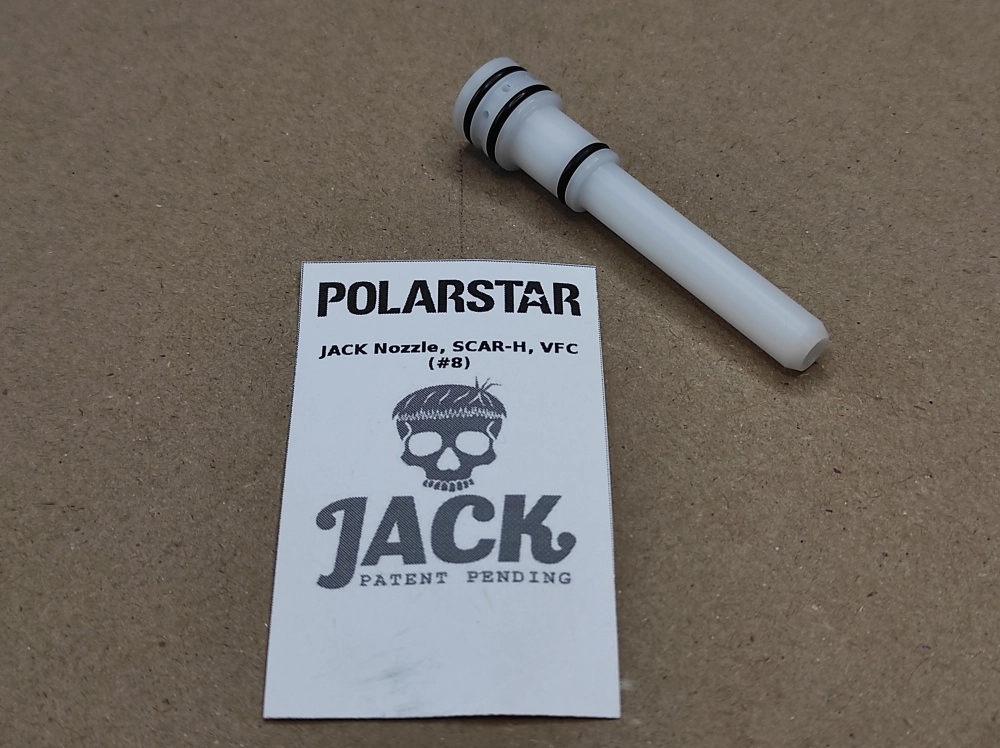 POLARSTAR
JACK Nozzle, SCAR-H, VFC
(#8)
JACK
PATENT PENDING